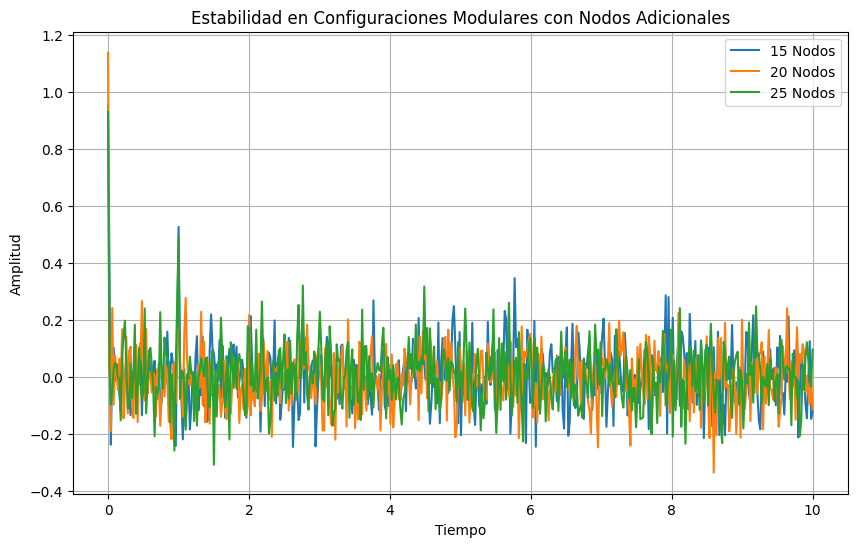 Estabilidad en Configuraciones Modulares con Nodos Adicionales
15 Nodos
20 Nodos
25 Nodos
Amplitud
1.2
1.0
0.8
0.6
0.4
0.2
0.0
−0.2
−0.4
0 2 4 6 8 10
Tiempo